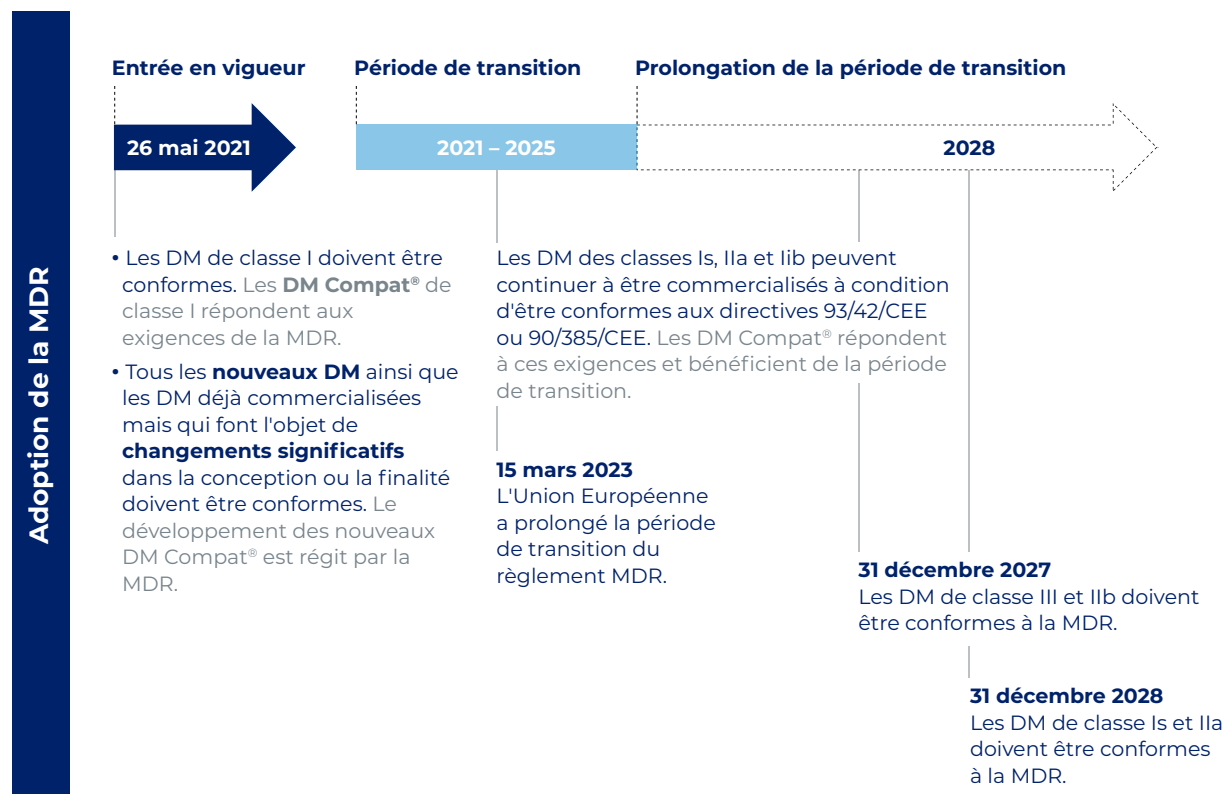 Adoption de la MDR
Entrée en vigueur
Période de transition
Prolongation de la période de transition
26 mai 2021
2021 – 2025
2028
• Les DM de classe I doivent être
conformes. Les DM Compat® de
classe I répondent aux
exigences de la MDR.
• Tous les nouveaux DM ainsi que
les DM déjà commercialisées
mais qui font l'objet de
changements significatifs
dans la conception ou la finalité
doivent être conformes. Le
développement des nouveaux
DM Compat® est régit par la
MDR.
Les DM des classes Is, IIa et Iib peuvent
continuer à être commercialisés à condition
d'être conformes aux directives 93/42/CEE
ou 90/385/CEE. Les DM Compat® répondent
à ces exigences et bénéficient de la période
de transition.
15 mars 2023
L'Union Européenne
a prolongé la période
de transition du
règlement MDR.
31 décembre 2027
Les DM de classe III et IIb doivent
être conformes à la MDR.
31 décembre 2028
Les DM de classe Is et IIa
doivent être conformes
à la MDR.